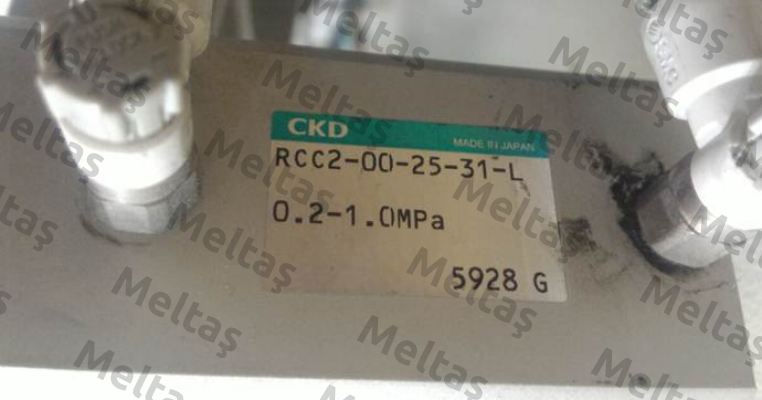 CKD
MADE IN JAPAN
RCC2-00-25-31-L
0.2-1.0MPa
5928 G
Meltaş